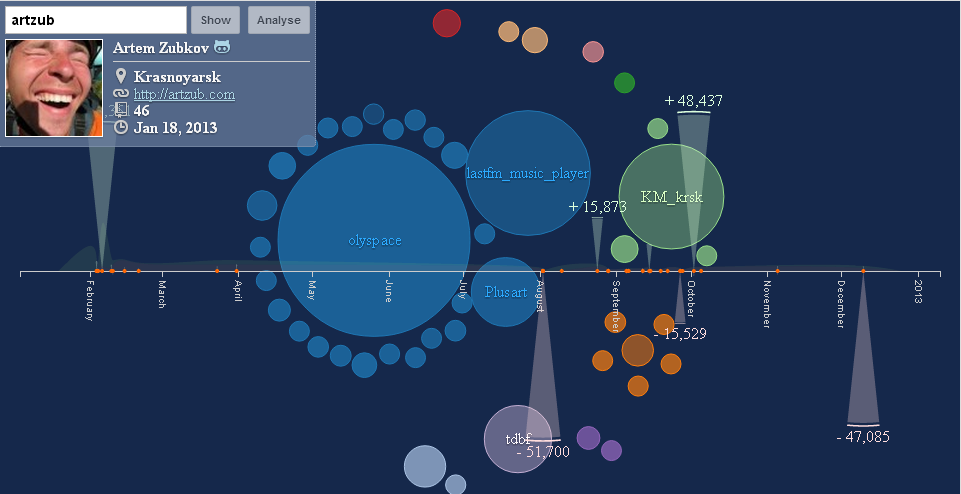 artzub
Show
Analyse
Artem Zubkov
Krasnoyarsk
http://artzub.com
46
Jan 18, 2013
+ 48,437
lastfm_music_player
KM_krsk
+ 15,873
olyspace
Plusart
February
March
April
May
June
July
August
September
October
November
December
2013
- 15,529
tdbf
- 51,700
- 47,085